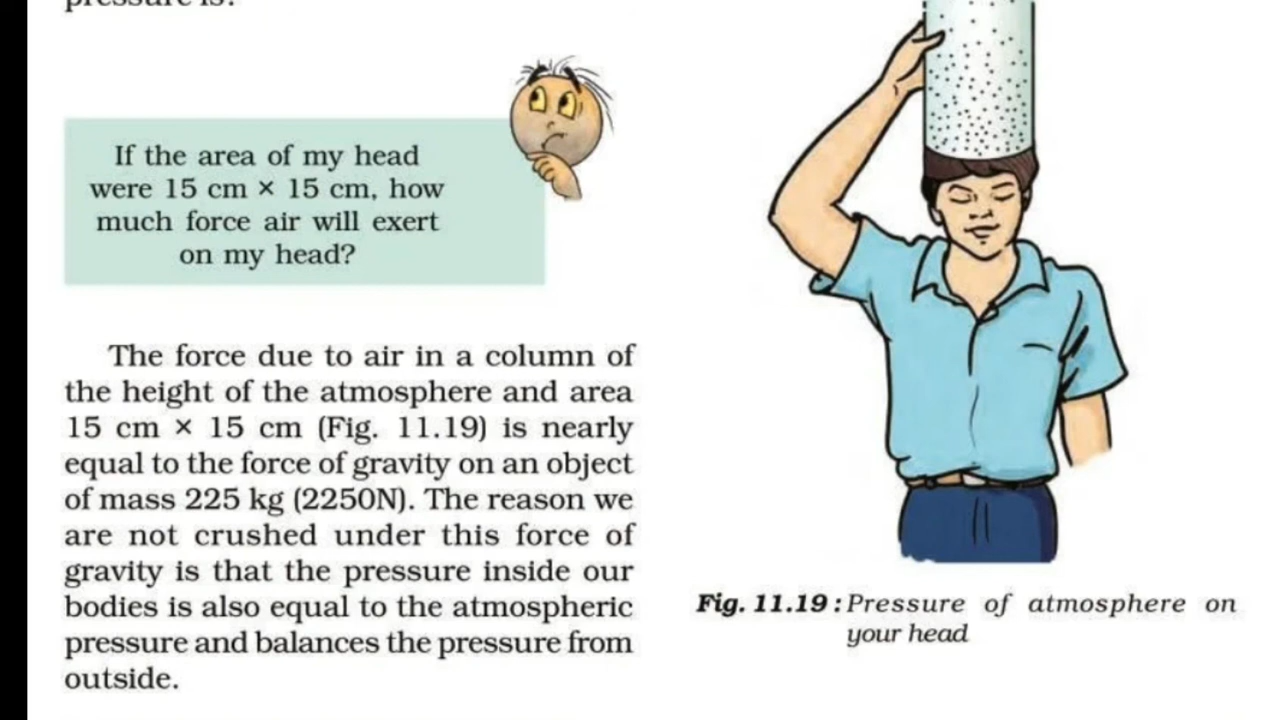 pressure is?
If the area of my head
were 15 cm × 15 cm, how
much force air will exert
on my head?
The force due to air in a column of
the height of the atmosphere and area
15 cm × 15 cm (Fig. 11.19) is nearly
equal to the force of gravity on an object
of mass 225 kg (2250N). The reason we
are not crushed under this force of
gravity is that the pressure inside our
bodies is also equal to the atmospheric
pressure and balances the pressure from
outside.
Fig. 11.19 : Pressure of atmosphere on
your head